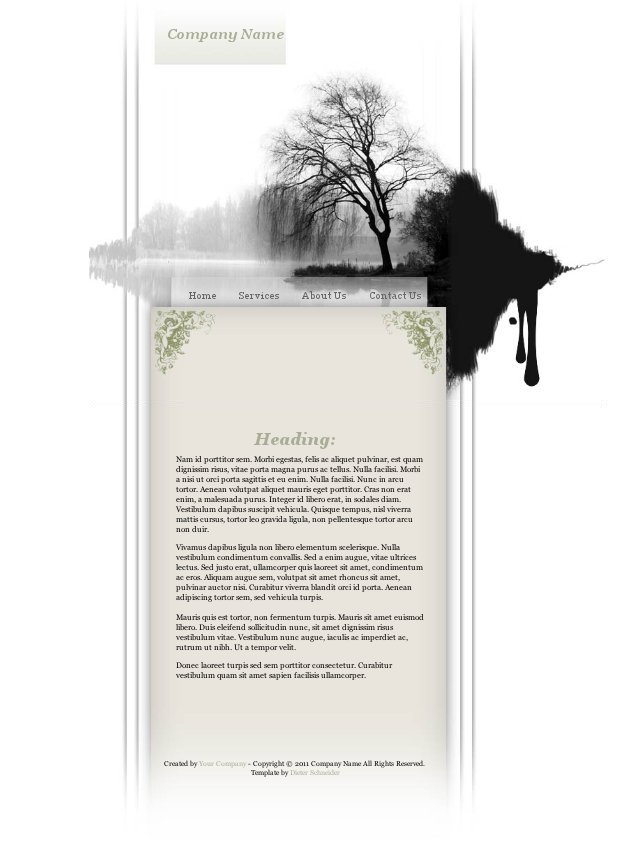 Company Name
Home Services About Us Contact Us
Heading:
Nam id porttitor sem. Morbi egestas, felis ac aliquet pulvinar, est quam
dignissim risus, vitae porta magna purus ac tellus. Nulla facilisi. Morbi
a nisi ut orci porta sagittis et eu enim. Nulla facilisi. Nunc in arcu
tortor. Aenean volutpat aliquet mauris eget porttitor. Cras non erat
enim, a malesuada purus. Integer id libero erat, in sodales diam.
Vestibulum dapibus suscipit vehicula. Quisque tempus, nisl viverra
mattis cursus, tortor leo gravida ligula, non pellentesque tortor arcu
non duir.
Vivamus dapibus ligula non libero elementum scelerisque. Nulla
vestibulum condimentum convallis. Sed a enim augue, vitae ultrices
lectus. Sed justo erat, ullamcorper quis laoreet sit amet, condimentum
ac eros. Aliquam augue sem, volutpat sit amet rhoncus sit amet,
pulvinar auctor nisi. Curabitur viverra blandit orci id porta. Aenean
adipiscing tortor sem, sed vehicula turpis.
Mauris quis est tortor, non fermentum turpis. Mauris sit amet euismod
libero. Duis eleifend sollicitudin nunc, sit amet dignissim risus
vestibulum vitae. Vestibulum nunc augue, iaculis ac imperdiet ac,
rutrum ut nibh. Ut a tempor velit.
Donec laoreet turpis sed sem porttitor consectetur. Curabitur
vestibulum quam sit amet sapien facilisis ullamcorper.
Created by Your Company - Copyright © 2011 Company Name All Rights Reserved.
Template by Dieter Schneider